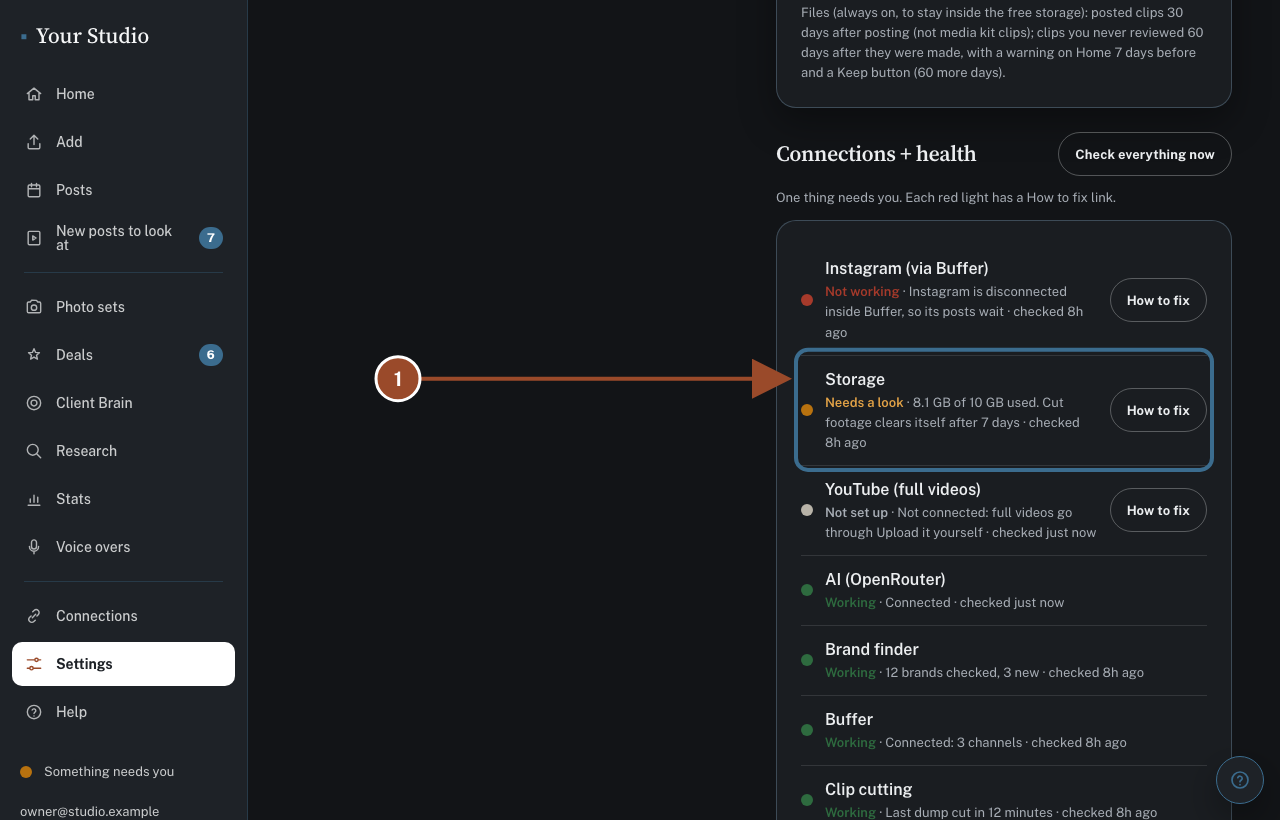 Your Studio
Home
Add
Posts
New posts to look
at
7
Photo sets
Deals
6
Client Brain
Research
Stats
Voice overs
Connections
Settings
Help
Something needs you
owner@studio.example
Files (always on, to stay inside the free storage): posted clips 30
days after posting (not media kit clips); clips you never reviewed 60
days after they were made, with a warning on Home 7 days before
and a Keep button (60 more days).
Connections + health
Check everything now
One thing needs you. Each red light has a How to fix link.
Instagram (via Buffer)
Not working · Instagram is disconnected
inside Buffer, so its posts wait · checked 8h
ago
How to fix
1
Storage
Needs a look · 8.1 GB of 10 GB used. Cut
footage clears itself after 7 days · checked
8h ago
How to fix
YouTube (full videos)
Not set up · Not connected: full videos go
through Upload it yourself · checked just now
How to fix
AI (OpenRouter)
Working · Connected · checked just now
Brand finder
Working · 12 brands checked, 3 new · checked 8h ago
Buffer
Working · Connected: 3 channels · checked 8h ago
Clip cutting
Working · Last dump cut in 12 minutes · checked 8h ago